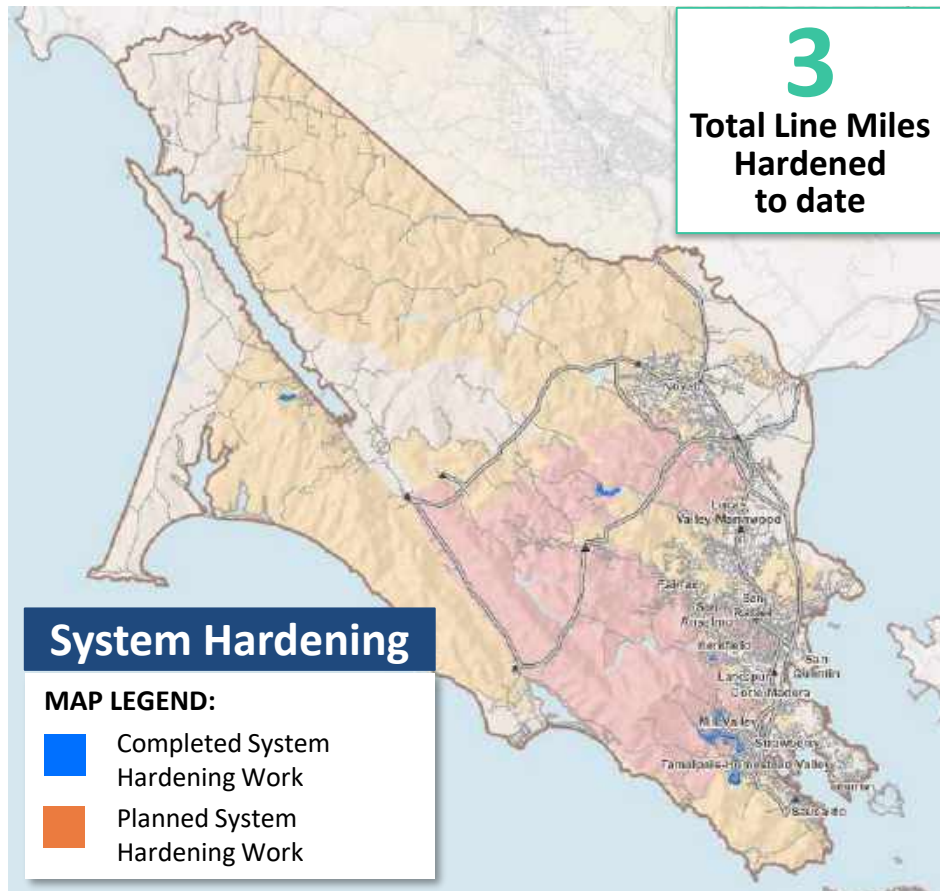 3
Total Line Miles
Hardened
to date
Novato
Lucas
Valley-Marinwood
Fairfax
San
Rafael
San
Anselmo
Kentfield
San
Quentin
Larkspur
Corte Madera
Mill Valley
Strawberry
Tamalpais-Homestead Valley
Tiburon
Sausalito
System Hardening
MAP LEGEND:
Completed System
Hardening Work
Planned System
Hardening Work